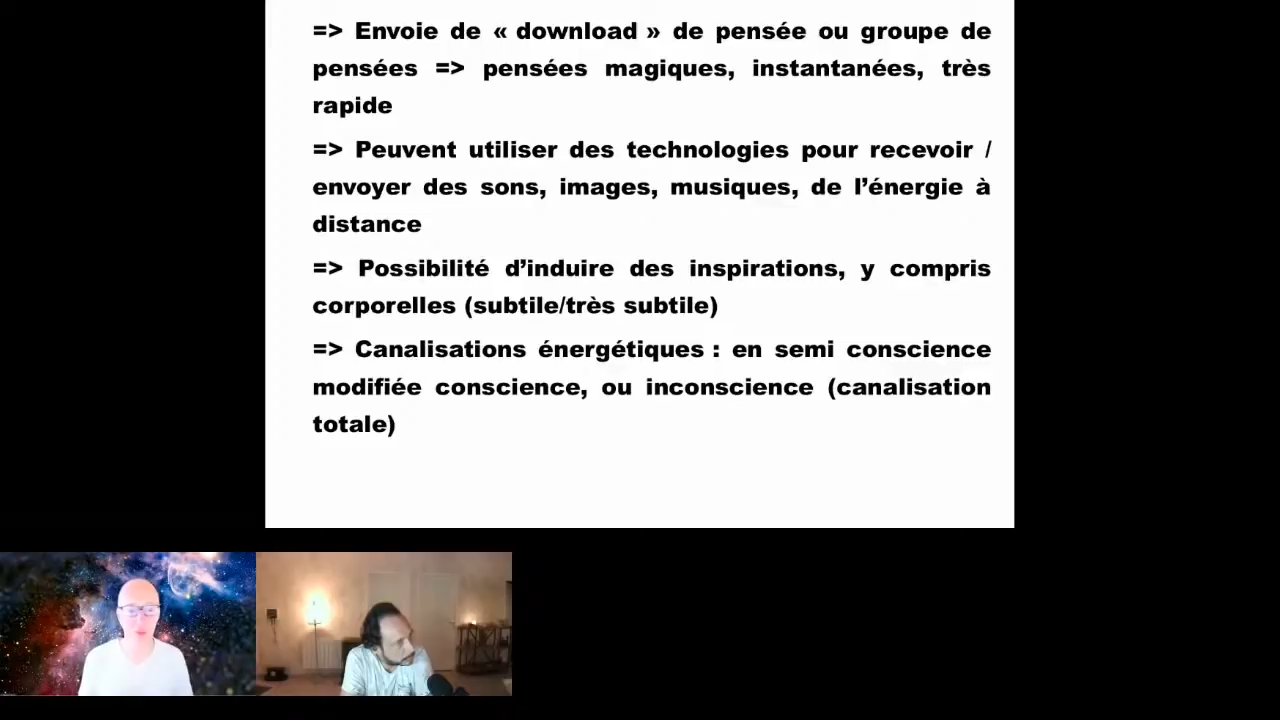 => Envoie de « download » de pensée ou groupe de
pensées => pensées magiques, instantanées, très
rapide
=> Peuvent utiliser des technologies pour recevoir /
envoyer des sons, images, musiques, de l’énergie à
distance
=> Possibilité d’induire des inspirations, y compris
corporelles (subtile/très subtile)
=> Canalisations énergétiques : en semi conscience
modifiée conscience, ou inconscience (canalisation
totale)